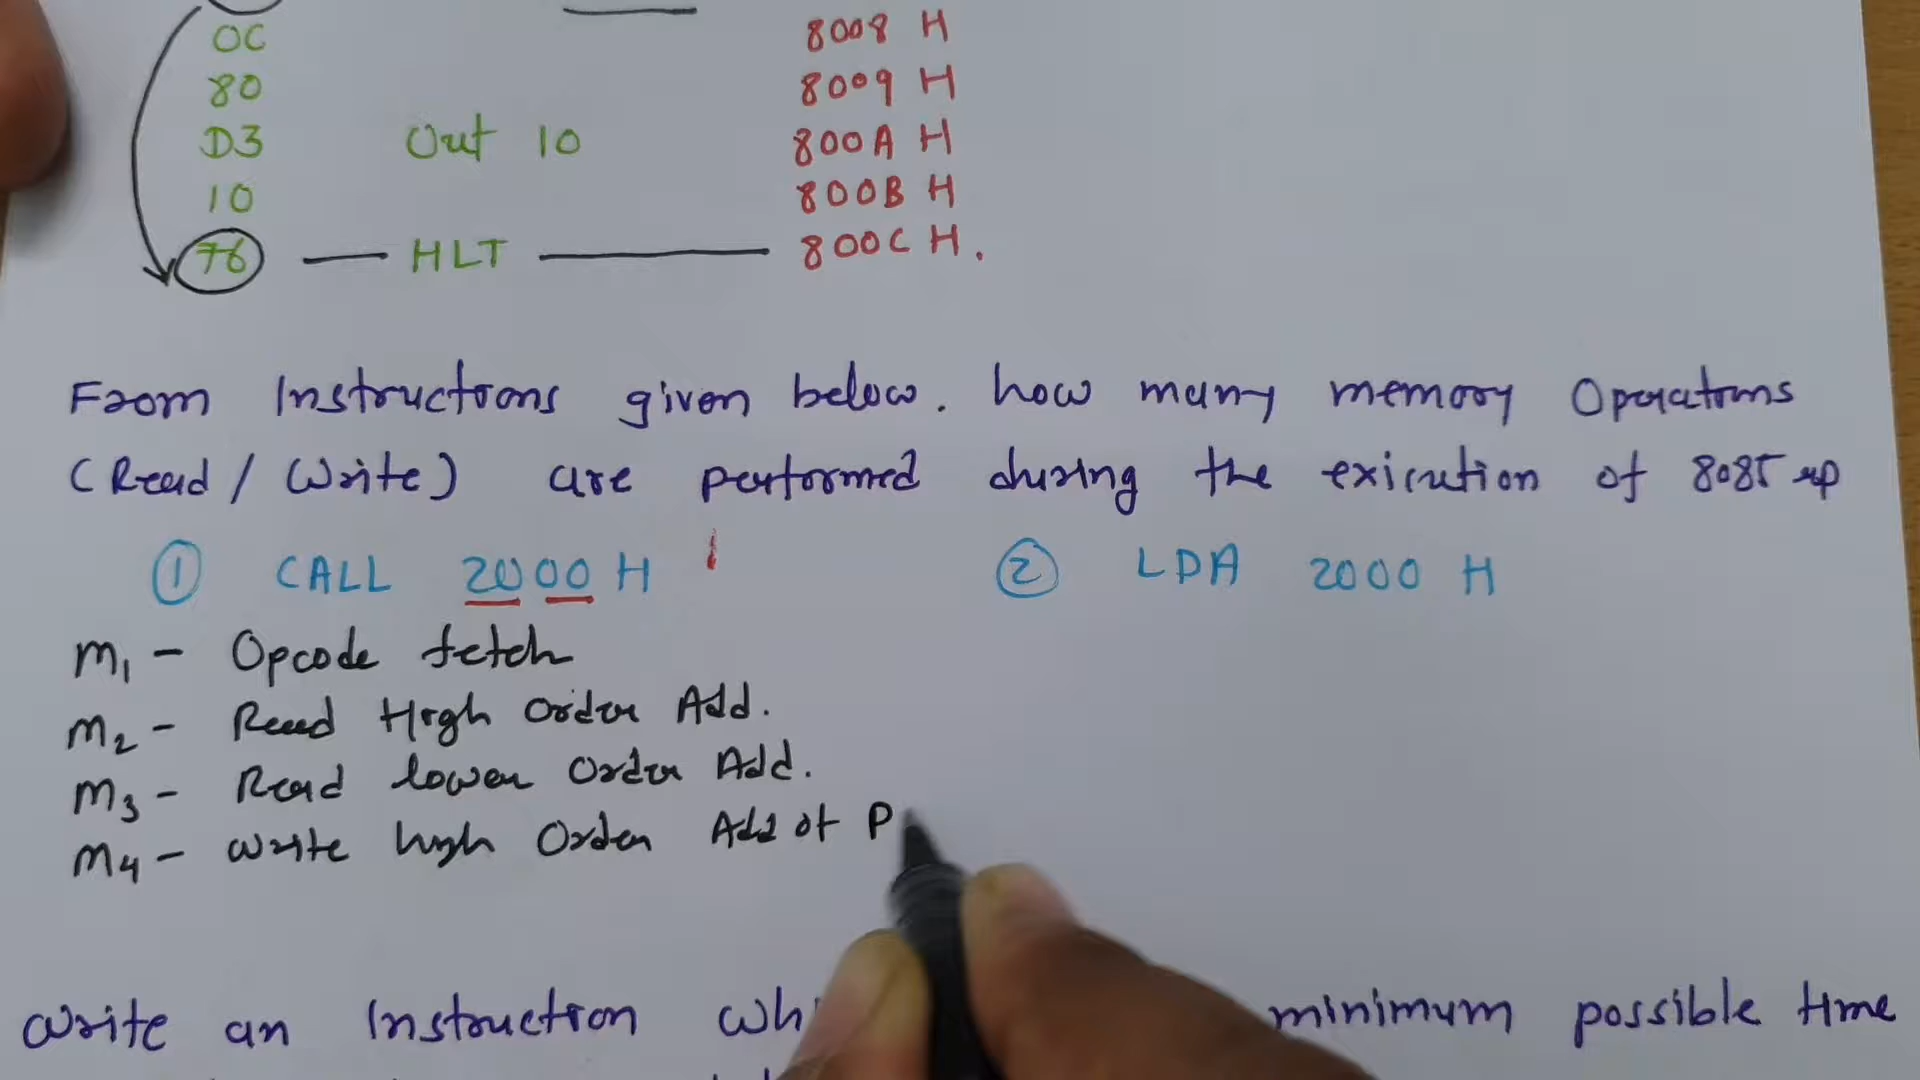 0C 8008 H
80 8009 H
D3 Out 10 800A H
10 800B H
76 — HLT — 800C H.
From Instructions given below. how many memory Operations
(Read / Write) are performed during the exicution of 8085 μp
① CALL 2000 H ② LDA 2000 H
M1 - Opcode fetch
M2 - Read High Order Add.
M3 - Read lower Order Add.
M4 - Write high Order Add of P
Write an Instruction minimum possible time